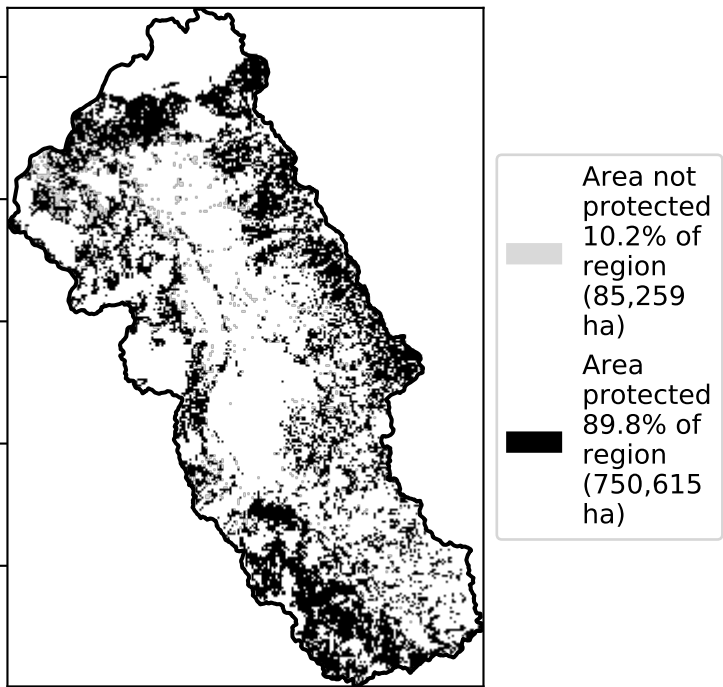 Area not
protected
10.2% of
region
(85,259
ha)
Area
protected
89.8% of
region
(750,615
ha)